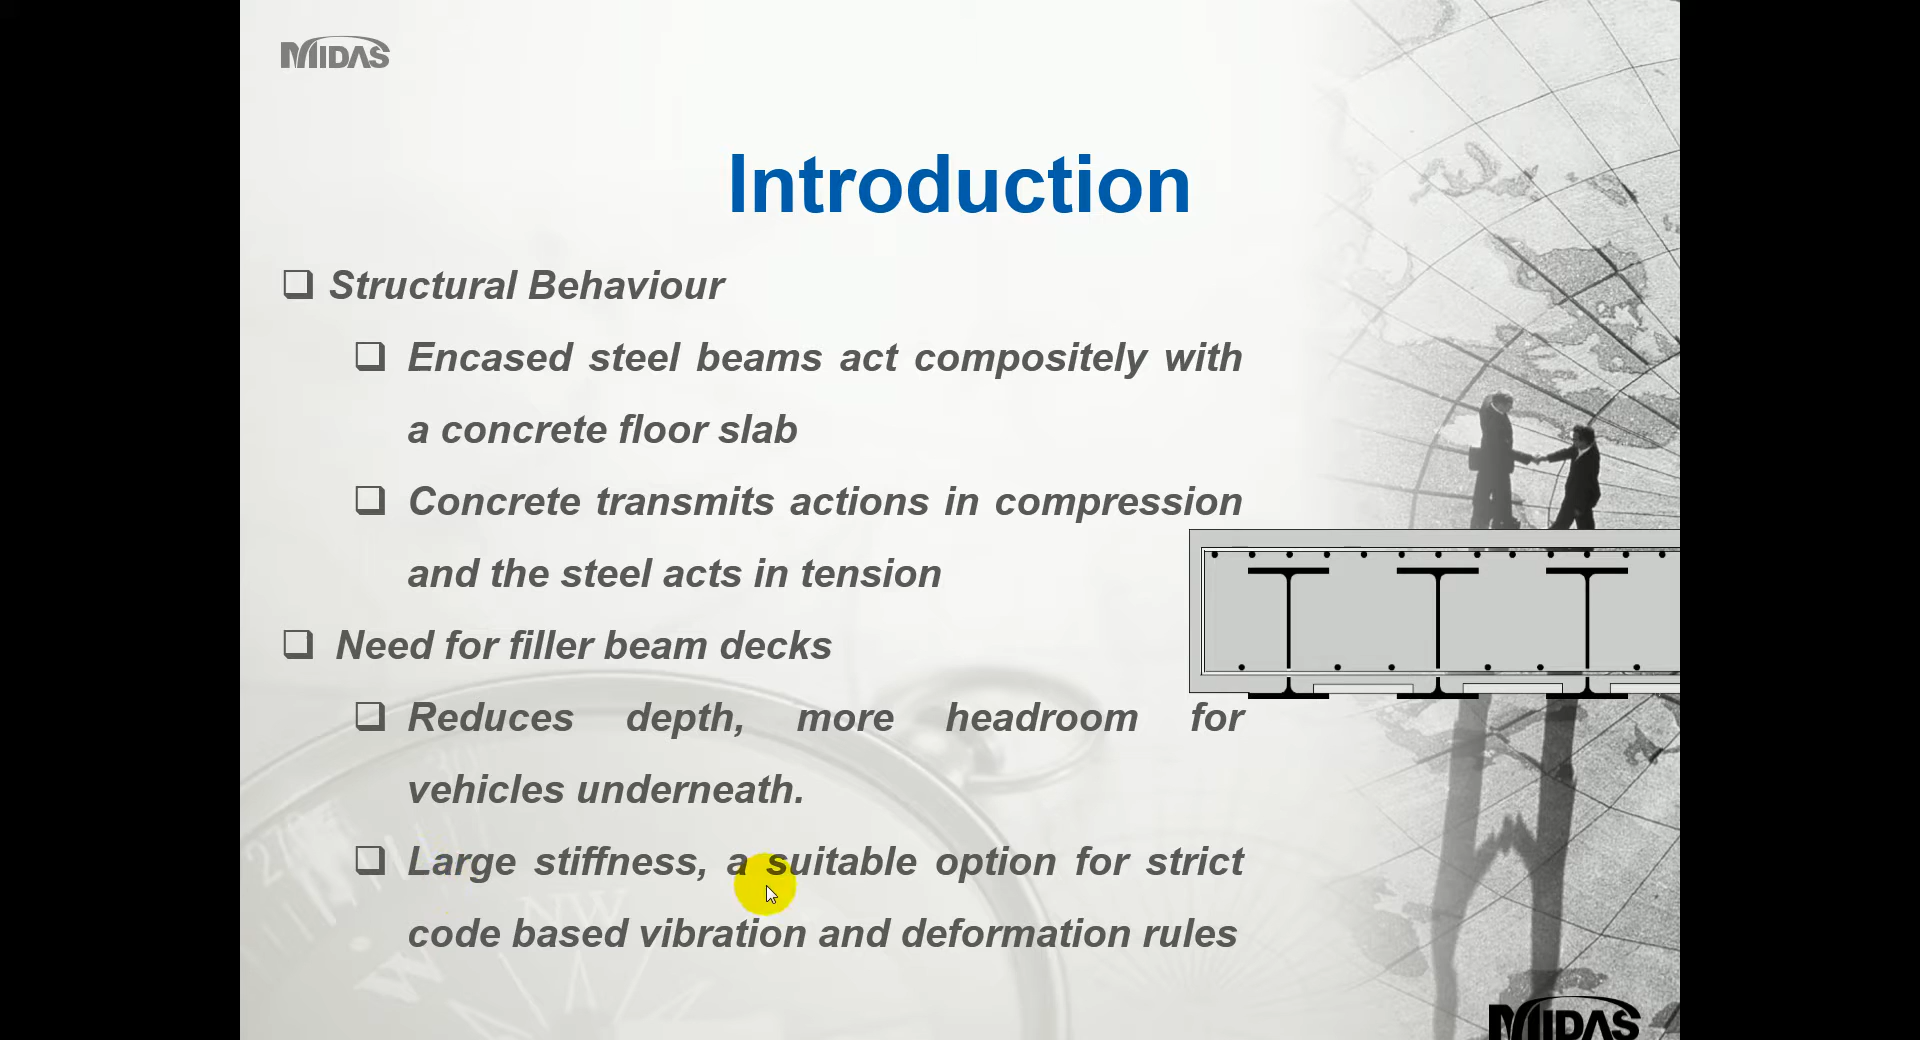 MIDAS
Introduction
Structural Behaviour
Encased steel beams act compositely with
a concrete floor slab
Concrete transmits actions in compression
and the steel acts in tension
Need for filler beam decks
Reduces depth, more headroom for
vehicles underneath.
Large stiffness, a suitable option for strict
code based vibration and deformation rules
NW
W
MIDAS